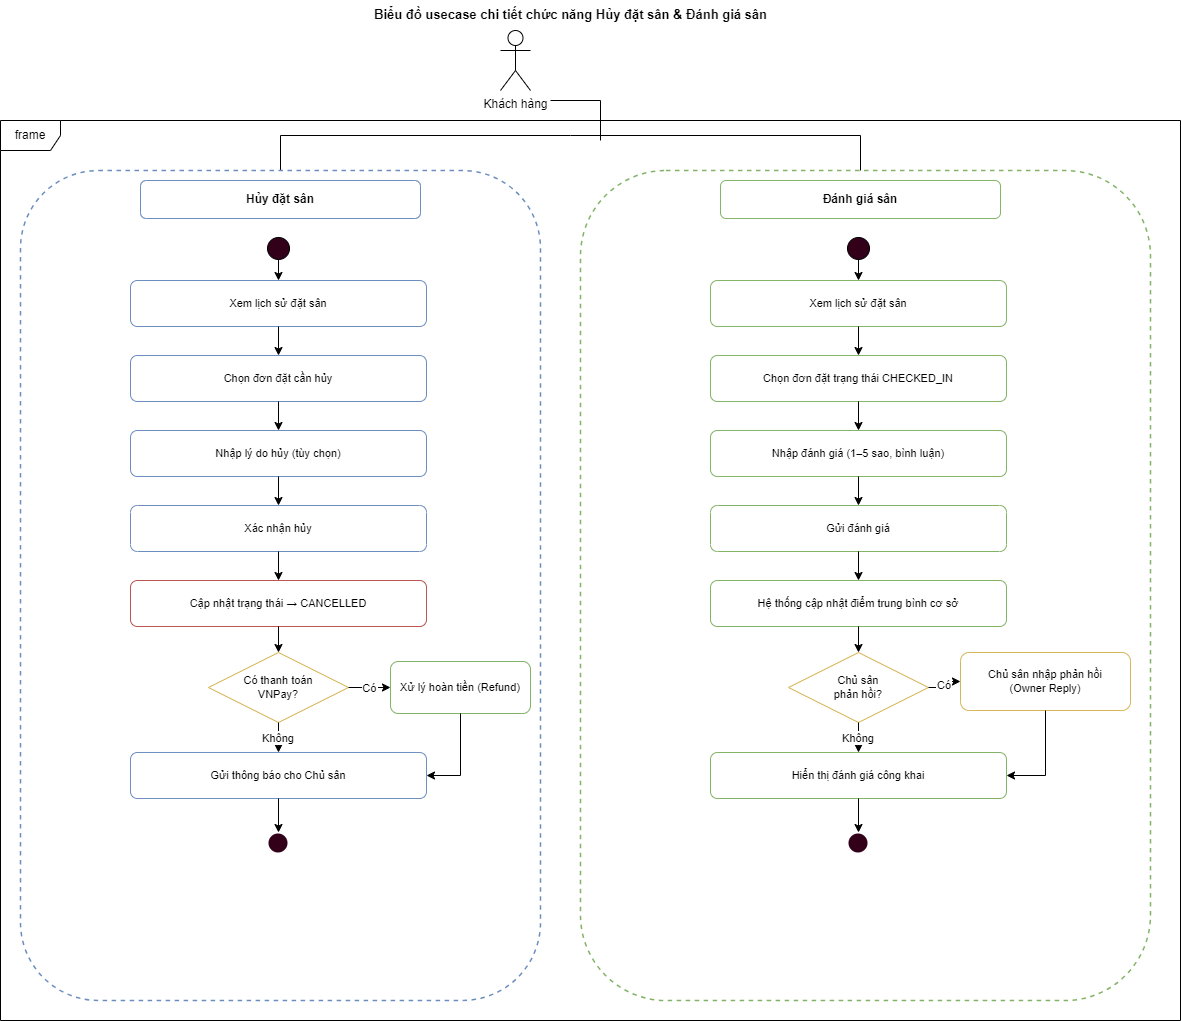 Biểu đồ usecase chi tiết chức năng Hủy đặt sân & Đánh giá sân
Khách hàng
frame
Hủy đặt sân
Xem lịch sử đặt sân
Chọn đơn đặt cần hủy
Nhập lý do hủy (tùy chọn)
Xác nhận hủy
Cập nhật trạng thái → CANCELLED
Có thanh toán
VNPay?
Có
Xử lý hoàn tiền (Refund)
Không
Gửi thông báo cho Chủ sân
Đánh giá sân
Xem lịch sử đặt sân
Chọn đơn đặt trạng thái CHECKED_IN
Nhập đánh giá (1–5 sao, bình luận)
Gửi đánh giá
Hệ thống cập nhật điểm trung bình cơ sở
Chủ sân
phản hồi?
Có
Chủ sân nhập phản hồi
(Owner Reply)
Không
Hiển thị đánh giá công khai